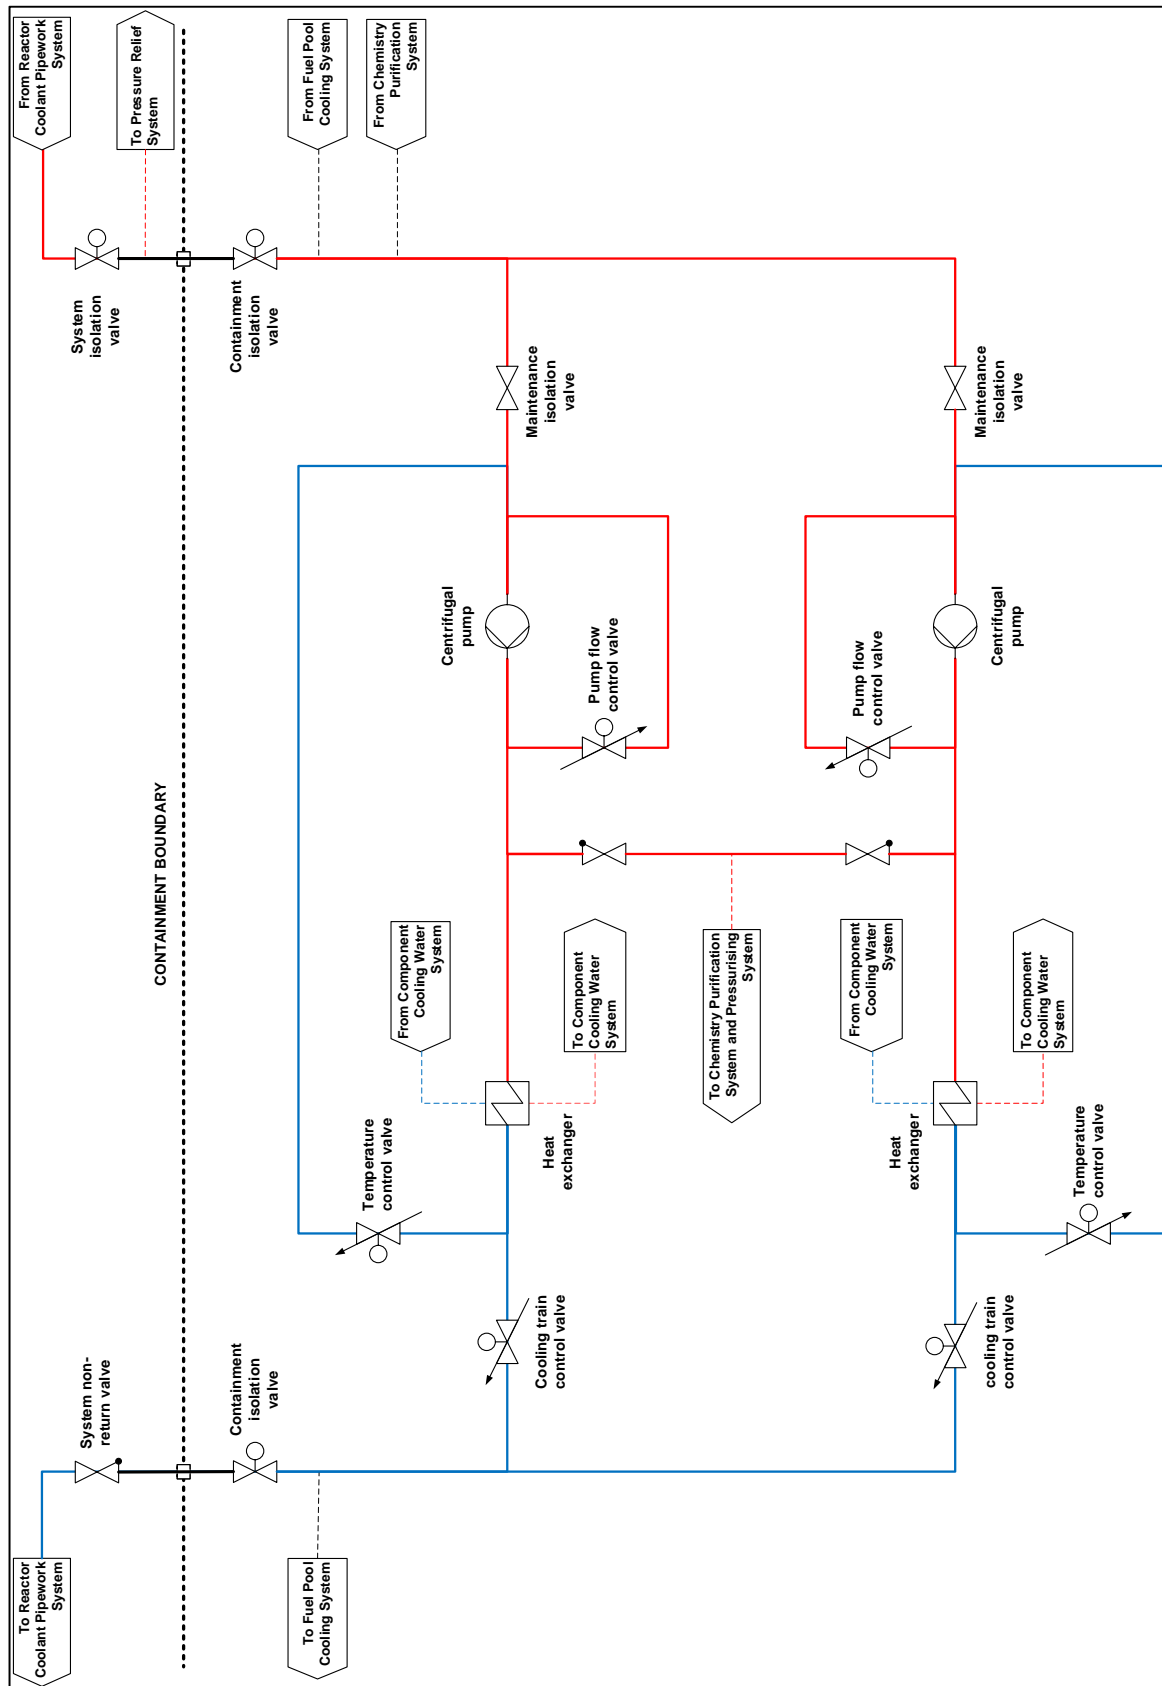 From Reactor
Coolant Pipework
System
To Pressure Relief
System
From Fuel Pool
Cooling System
From Chemistry
Purification
System
System
isolation
valve
Containment
isolation
valve
Maintenance
isolation
valve
Maintenance
isolation
valve
Centrifugal
pump
Centrifugal
pump
Pump flow
control valve
Pump flow
control valve
CONTAINMENT BOUNDARY
From Component
Cooling Water
System
To Component
Cooling Water
System
To Chemistry Purification
System and Pressurising
System
From Component
Cooling Water
System
To Component
Cooling Water
System
Heat
exchanger
Heat
exchanger
Temperature
control valve
Temperature
control valve
Cooling train
control valve
cooling train
control valve
System non-
return valve
Containment
isolation
valve
To Reactor
Coolant Pipework
System
To Fuel Pool
Cooling System